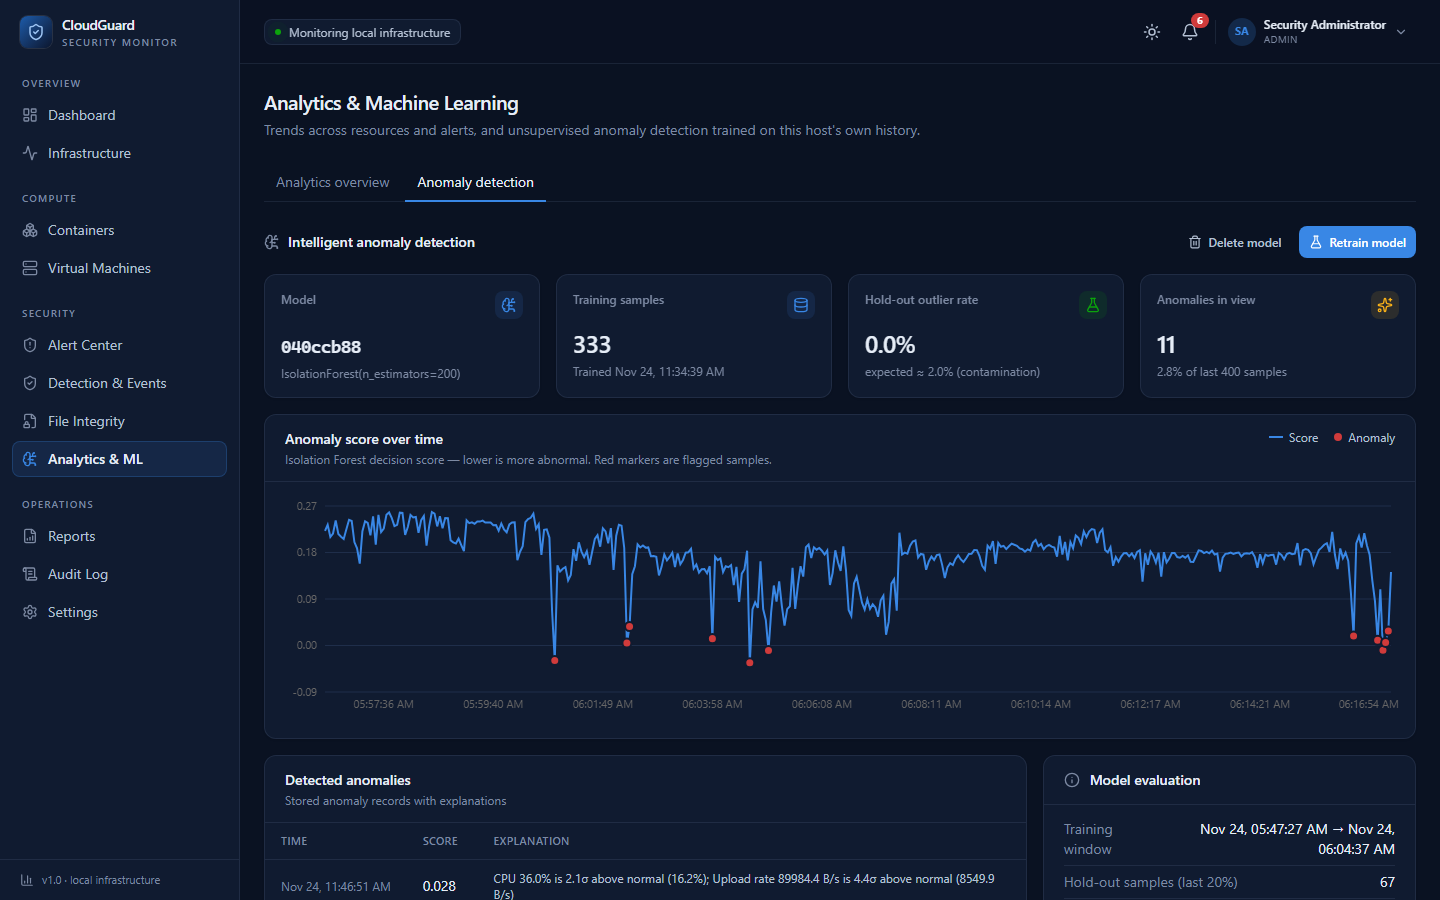 CloudGuard
SECURITY MONITOR
OVERVIEW
Dashboard
Infrastructure
COMPUTE
Containers
Virtual Machines
SECURITY
Alert Center
Detection & Events
File Integrity
Analytics & ML
OPERATIONS
Reports
Audit Log
Settings
v1.0 · local infrastructure
Monitoring local infrastructure
6
SA
Security Administrator
ADMIN
Analytics & Machine Learning
Trends across resources and alerts, and unsupervised anomaly detection trained on this host's own history.
Analytics overview
Anomaly detection
Intelligent anomaly detection
Delete model
Retrain model
Model
040ccb88
IsolationForest(n_estimators=200)
Training samples
333
Trained Nov 24, 11:34:39 AM
Hold-out outlier rate
0.0%
expected ≈ 2.0% (contamination)
Anomalies in view
11
2.8% of last 400 samples
Anomaly score over time
Isolation Forest decision score — lower is more abnormal. Red markers are flagged samples.
Score
Anomaly
0.27
0.18
0.09
0.00
-0.09
05:57:36 AM
05:59:40 AM
06:01:49 AM
06:03:58 AM
06:06:08 AM
06:08:11 AM
06:10:14 AM
06:12:17 AM
06:14:21 AM
06:16:54 AM
Detected anomalies
Stored anomaly records with explanations
TIME
SCORE
EXPLANATION
Nov 24, 11:46:51 AM
0.028
CPU 36.0% is 2.1σ above normal (16.2%); Upload rate 89984.4 B/s is 4.4σ above normal (8549.9
B/s)
Model evaluation
Training
window
Nov 24, 05:47:27 AM → Nov 24,
06:04:37 AM
Hold-out samples (last 20%)
67